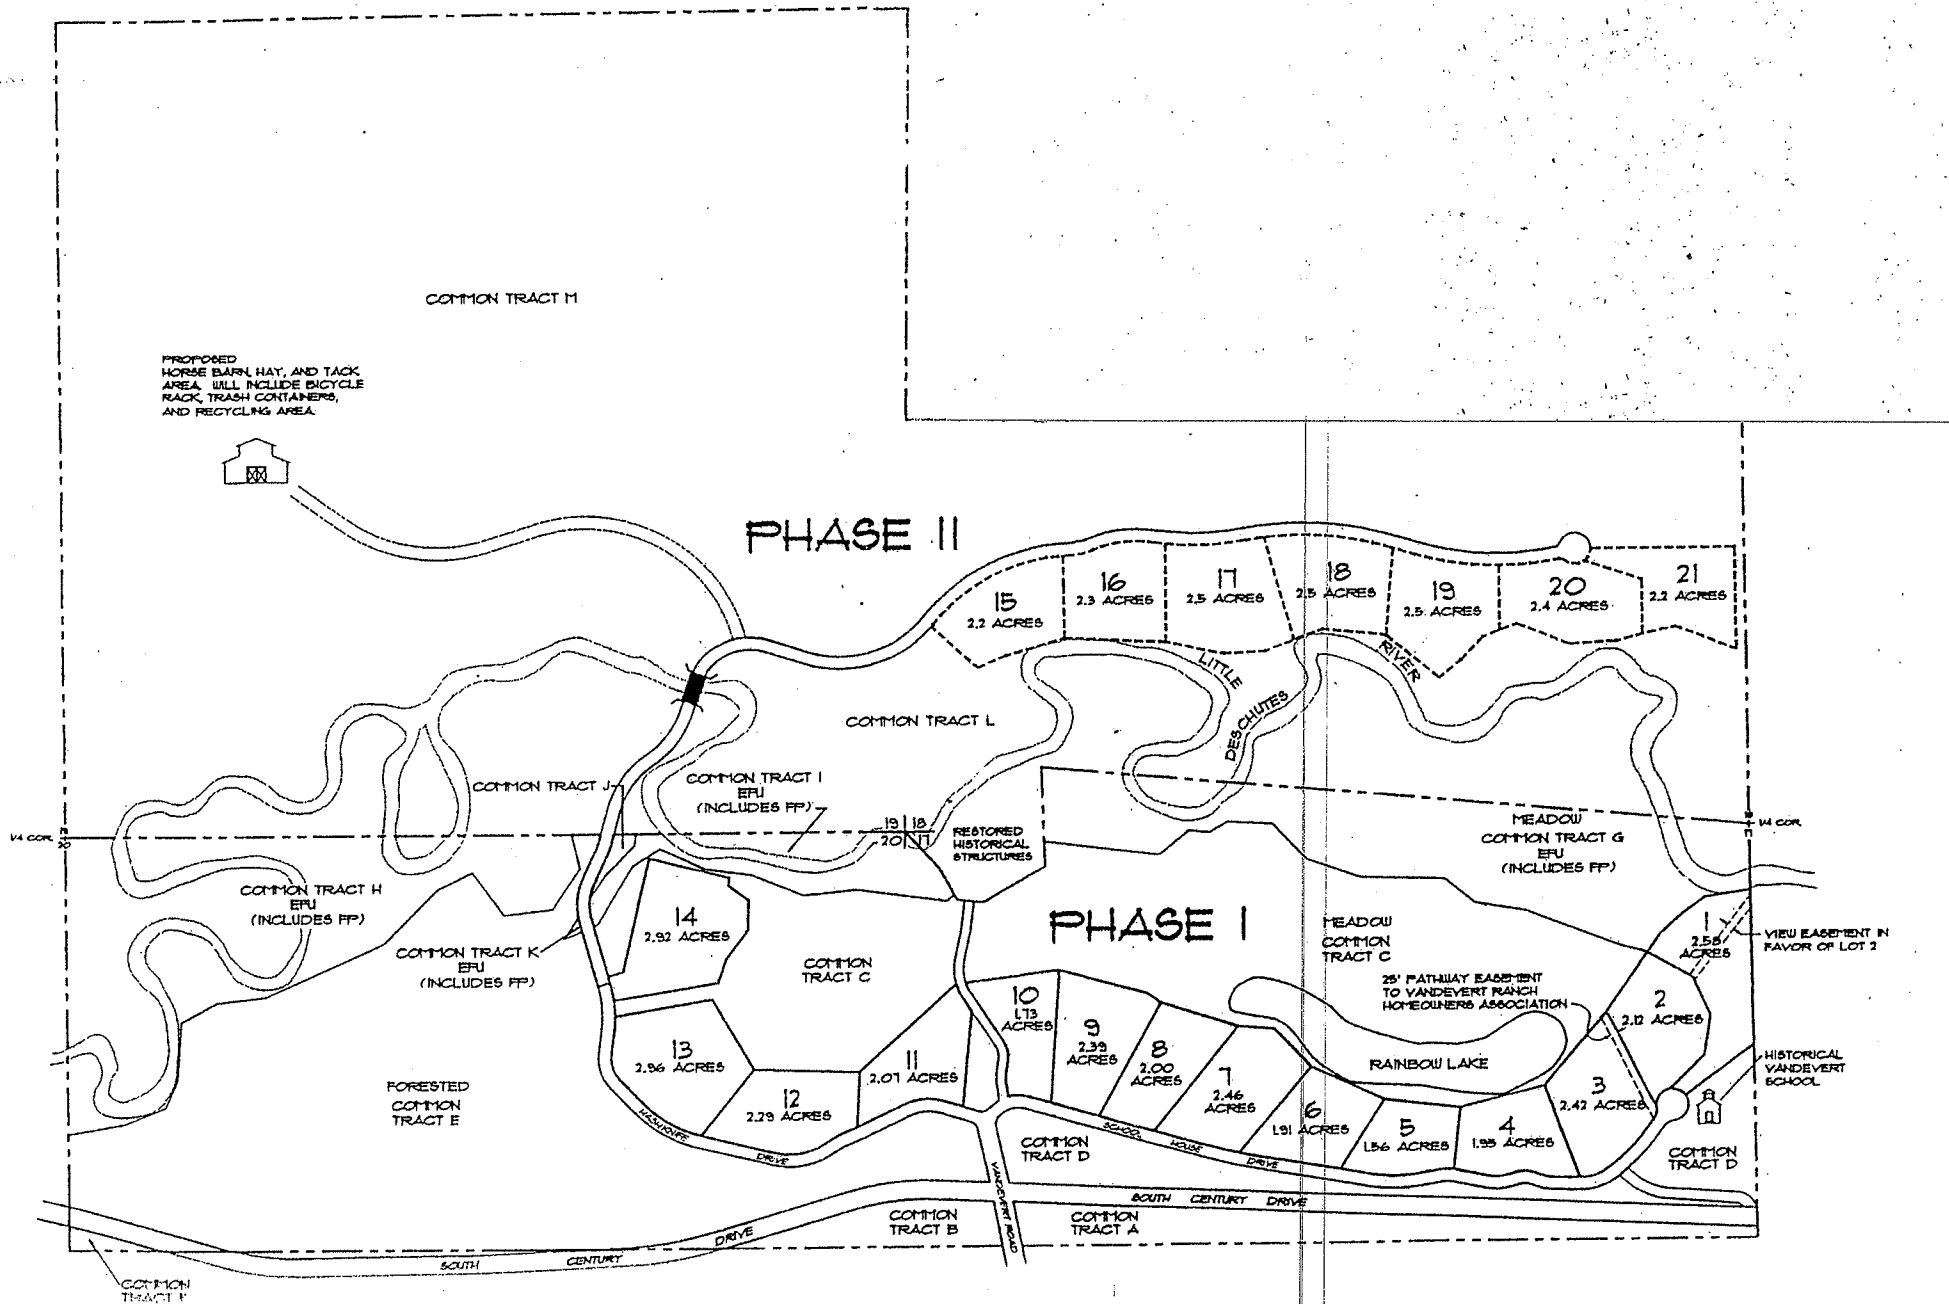 COMMON TRACT M
PROPOSED
HORSE BARN, HAY, AND TACK
AREA. WILL INCLUDE BICYCLE
RACK, TRASH CONTAINERS,
AND RECYCLING AREA.
PHASE II
15
2.2 ACRES
16
2.3 ACRES
17
2.5 ACRES
18
2.5 ACRES
19
2.5 ACRES
20
2.4 ACRES
21
2.2 ACRES
LITTLE
DESCHUTES
RIVER
COMMON TRACT L
COMMON TRACT J
COMMON TRACT I
EFU
(INCLUDES FP)
19 18
20 17
RESTORED
HISTORICAL
STRUCTURES
1/4 COR.
1/4 COR.
MEADOW
COMMON TRACT G
EFU
(INCLUDES FP)
COMMON TRACT H
EFU
(INCLUDES FP)
COMMON TRACT K
EFU
(INCLUDES FP)
14
2.92 ACRES
COMMON
TRACT C
PHASE I
MEADOW
COMMON
TRACT C
1
ACRES
VIEW EASEMENT IN
FAVOR OF LOT 2
25' PATHWAY EASEMENT
TO VANDEVERT RANCH
HOMEOWNERS ASSOCIATION
2
2.12 ACRES
10
1.73
ACRES
9
2.39
ACRES
8
2.00
ACRES
7
2.46
ACRES
6
1.91 ACRES
5
1.56 ACRES
4
1.95 ACRES
3
2.42 ACRES
RAINBOW LAKE
HISTORICAL
VANDEVERT
SCHOOL
13
2.96 ACRES
12
2.29 ACRES
11
2.07 ACRES
FORESTED
COMMON
TRACT E
HASHKNIFE
DRIVE
SCHOOL HOUSE DRIVE
COMMON
TRACT D
COMMON
TRACT D
VANDEVERT ROAD
SOUTH CENTURY DRIVE
COMMON
TRACT B
COMMON
TRACT A
SOUTH CENTURY DRIVE
COMMON
TRACT F